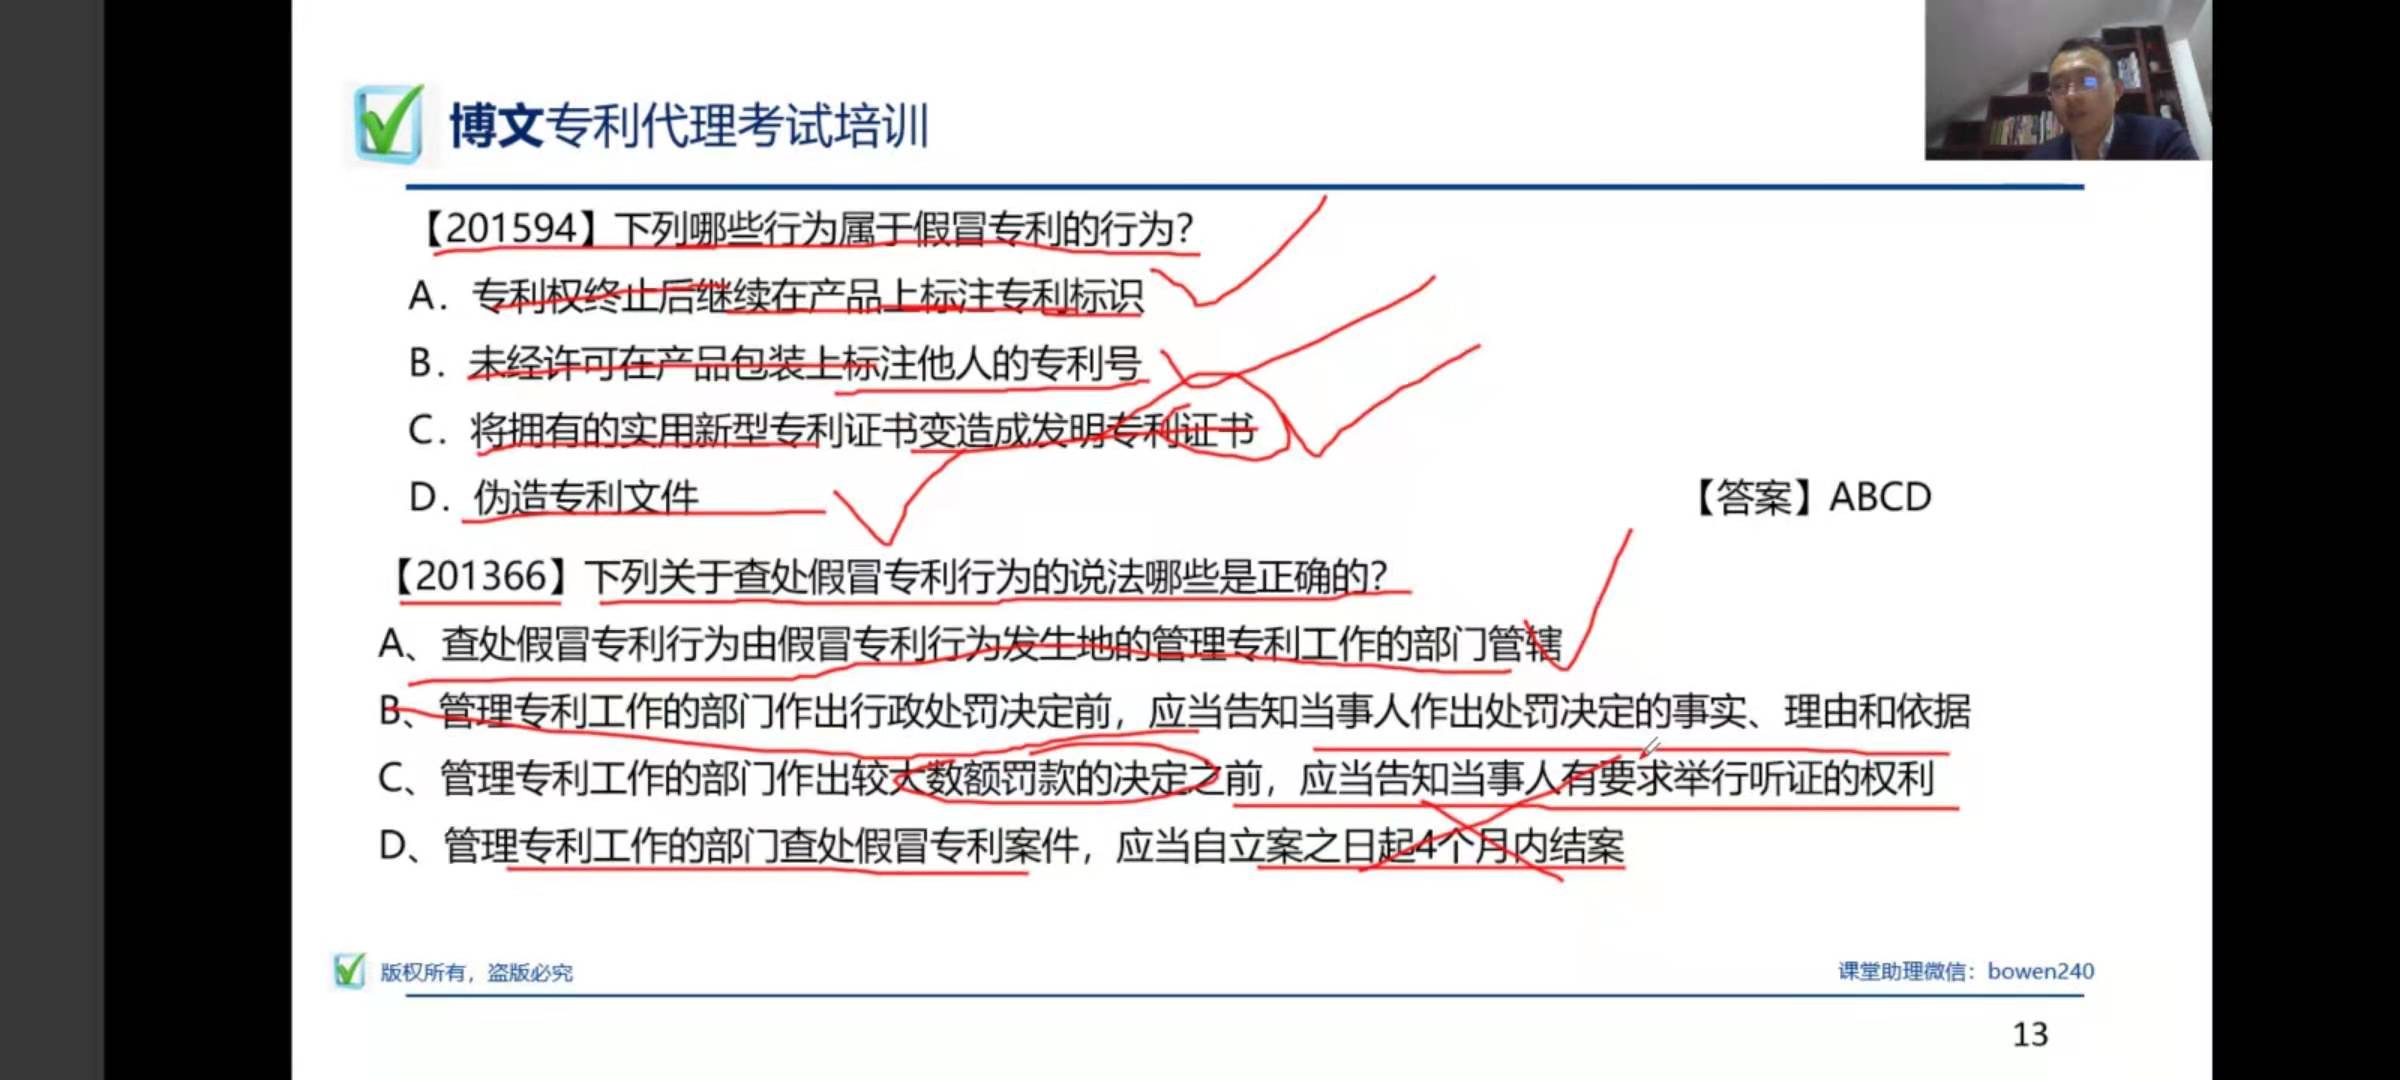 博文专利代理考试培训
【201594】下列哪些行为属于假冒专利的行为?
A. 专利权终止后继续在产品上标注专利标识
B. 未经许可在产品包装上标注他人的专利号
C. 将拥有的实用新型专利证书变造成发明专利证书
D. 伪造专利文件
【答案】ABCD
【201366】下列关于查处假冒专利行为的说法哪些是正确的?
A、查处假冒专利行为由假冒专利行为发生地的管理专利工作的部门管辖
B、管理专利工作的部门作出行政处罚决定前，应当告知当事人作出处罚决定的事实、理由和依据
C、管理专利工作的部门作出较大数额罚款的决定之前，应当告知当事人有要求举行听证的权利
D、管理专利工作的部门查处假冒专利案件，应当自立案之日起4个月内结案
版权所有，盗版必究
课堂助理微信：bowen240
13